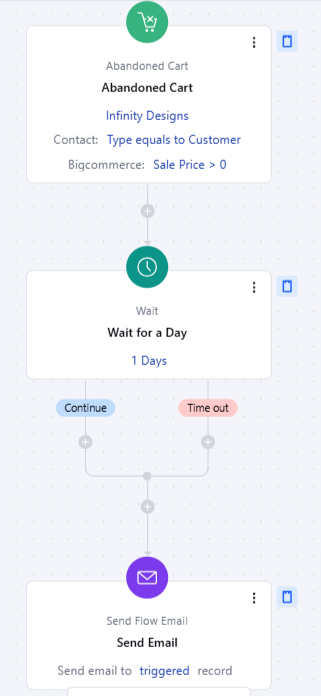 Abandoned Cart
Abandoned Cart
Infinity Designs
Contact: Type equals to Customer
Bigcommerce: Sale Price > 0
Wait
Wait for a Day
1 Days
Continue Time out
Send Flow Email
Send Email
Send email to triggered record